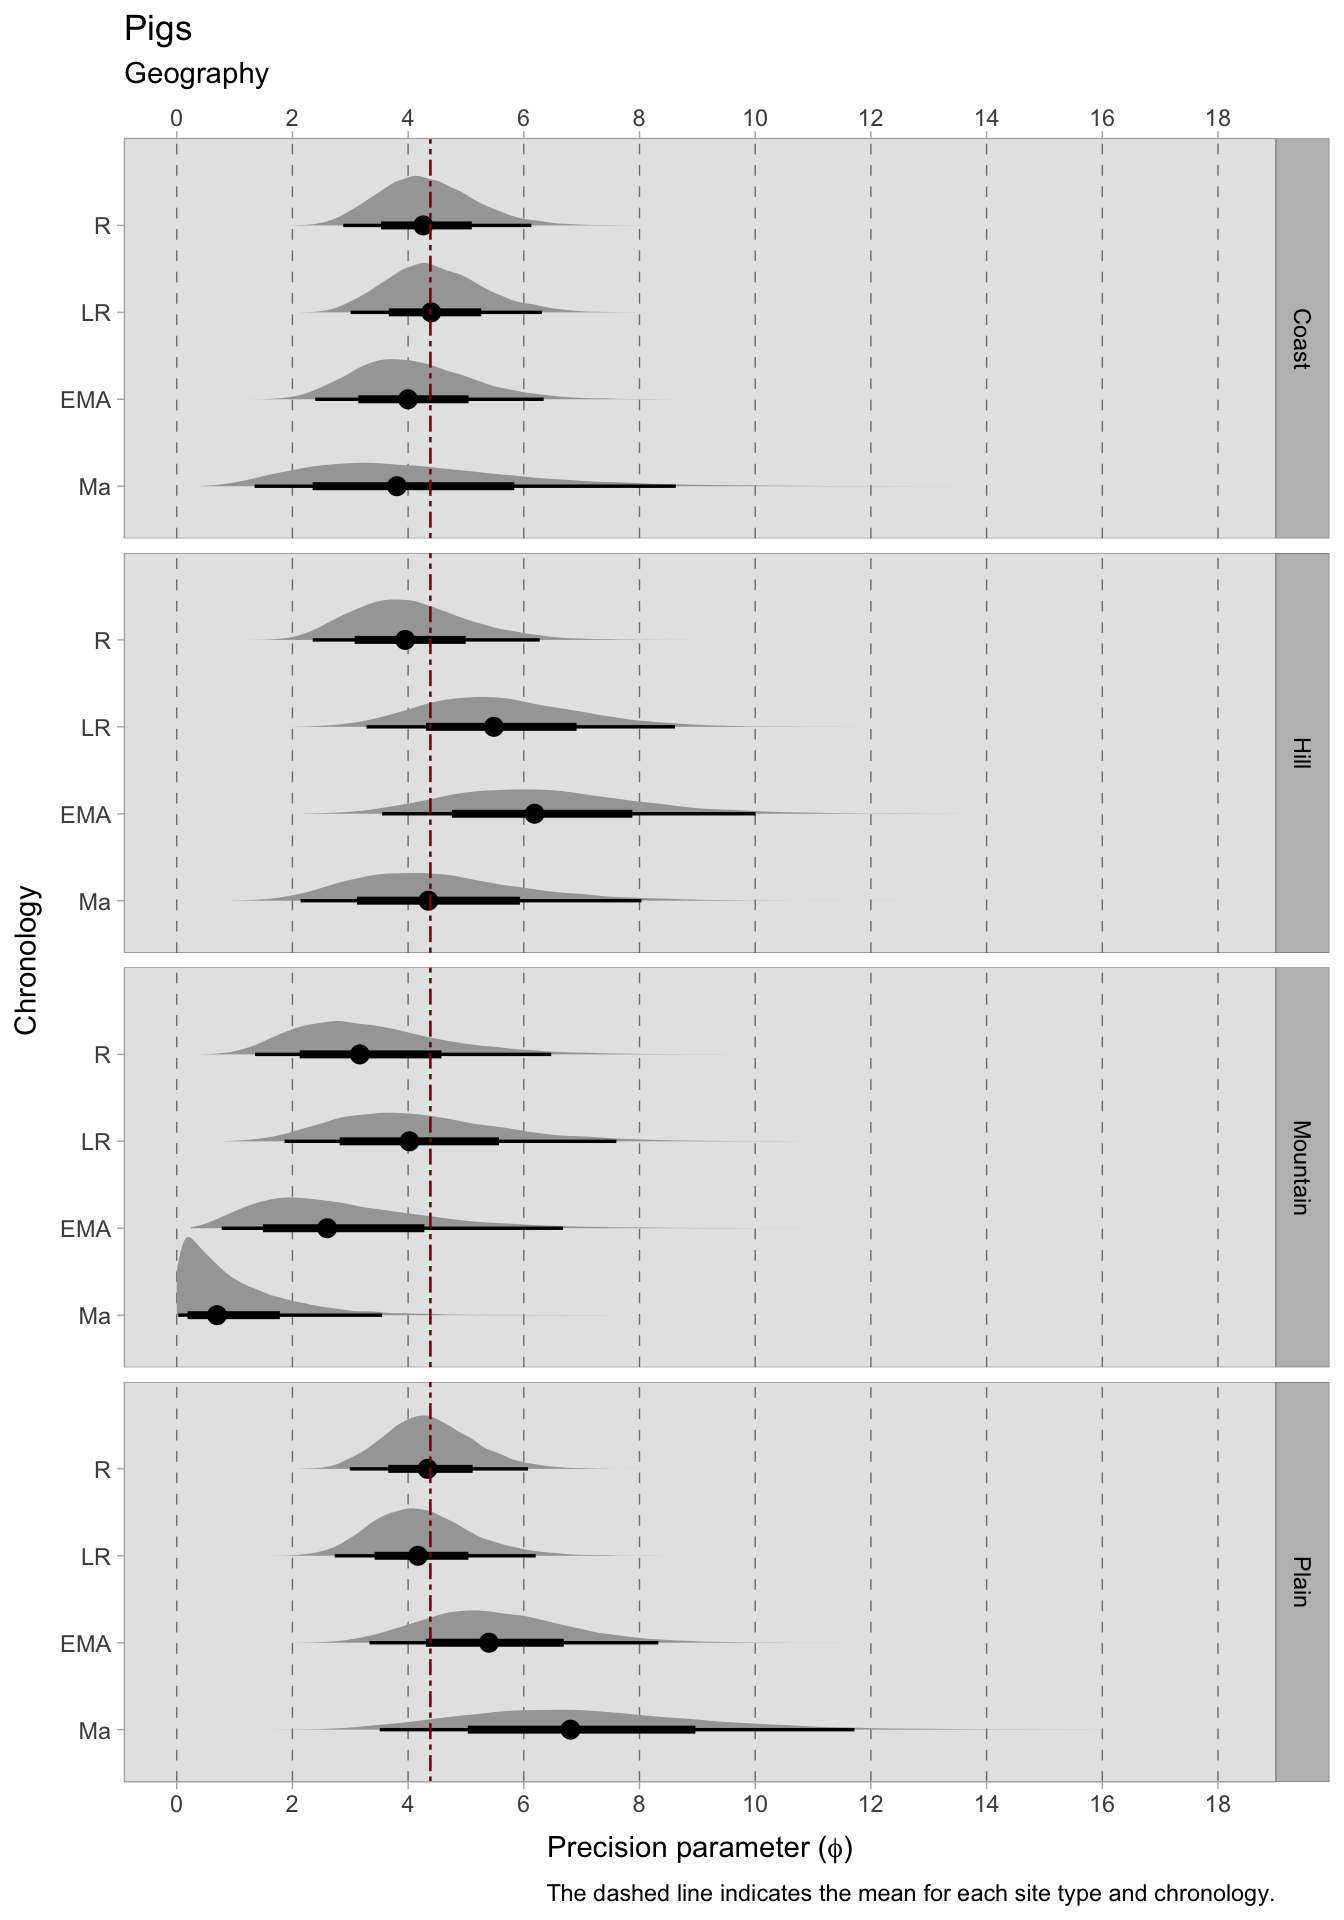 Pigs
Geography
0 2 4 6 8 10 12 14 16 18
R
LR
EMA
Ma
Coast
R
LR
EMA
Ma
Hill
Chronology
R
LR
EMA
Ma
Mountain
R
LR
EMA
Ma
Plain
0 2 4 6 8 10 12 14 16 18
Precision parameter (ϕ)
The dashed line indicates the mean for each site type and chronology.